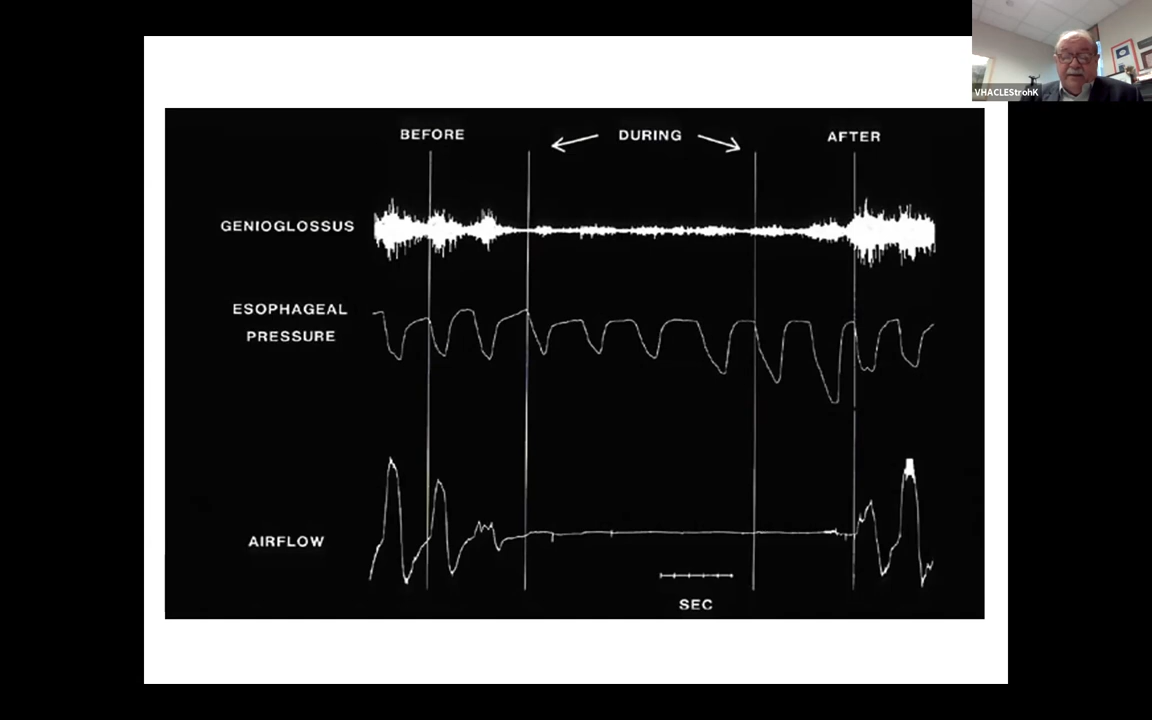 VHACLEStrohK
BEFORE
DURING
AFTER
GENIOGLOSSUS
ESOPHAGEAL
PRESSURE
AIRFLOW
SEC